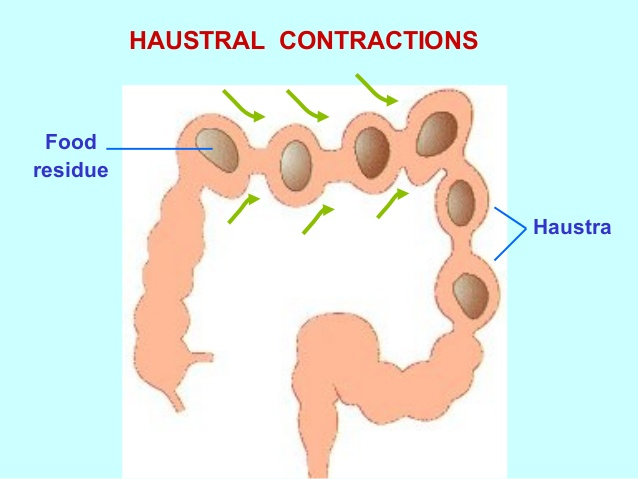 HAUSTRAL CONTRACTIONS
Food
residue
Haustra